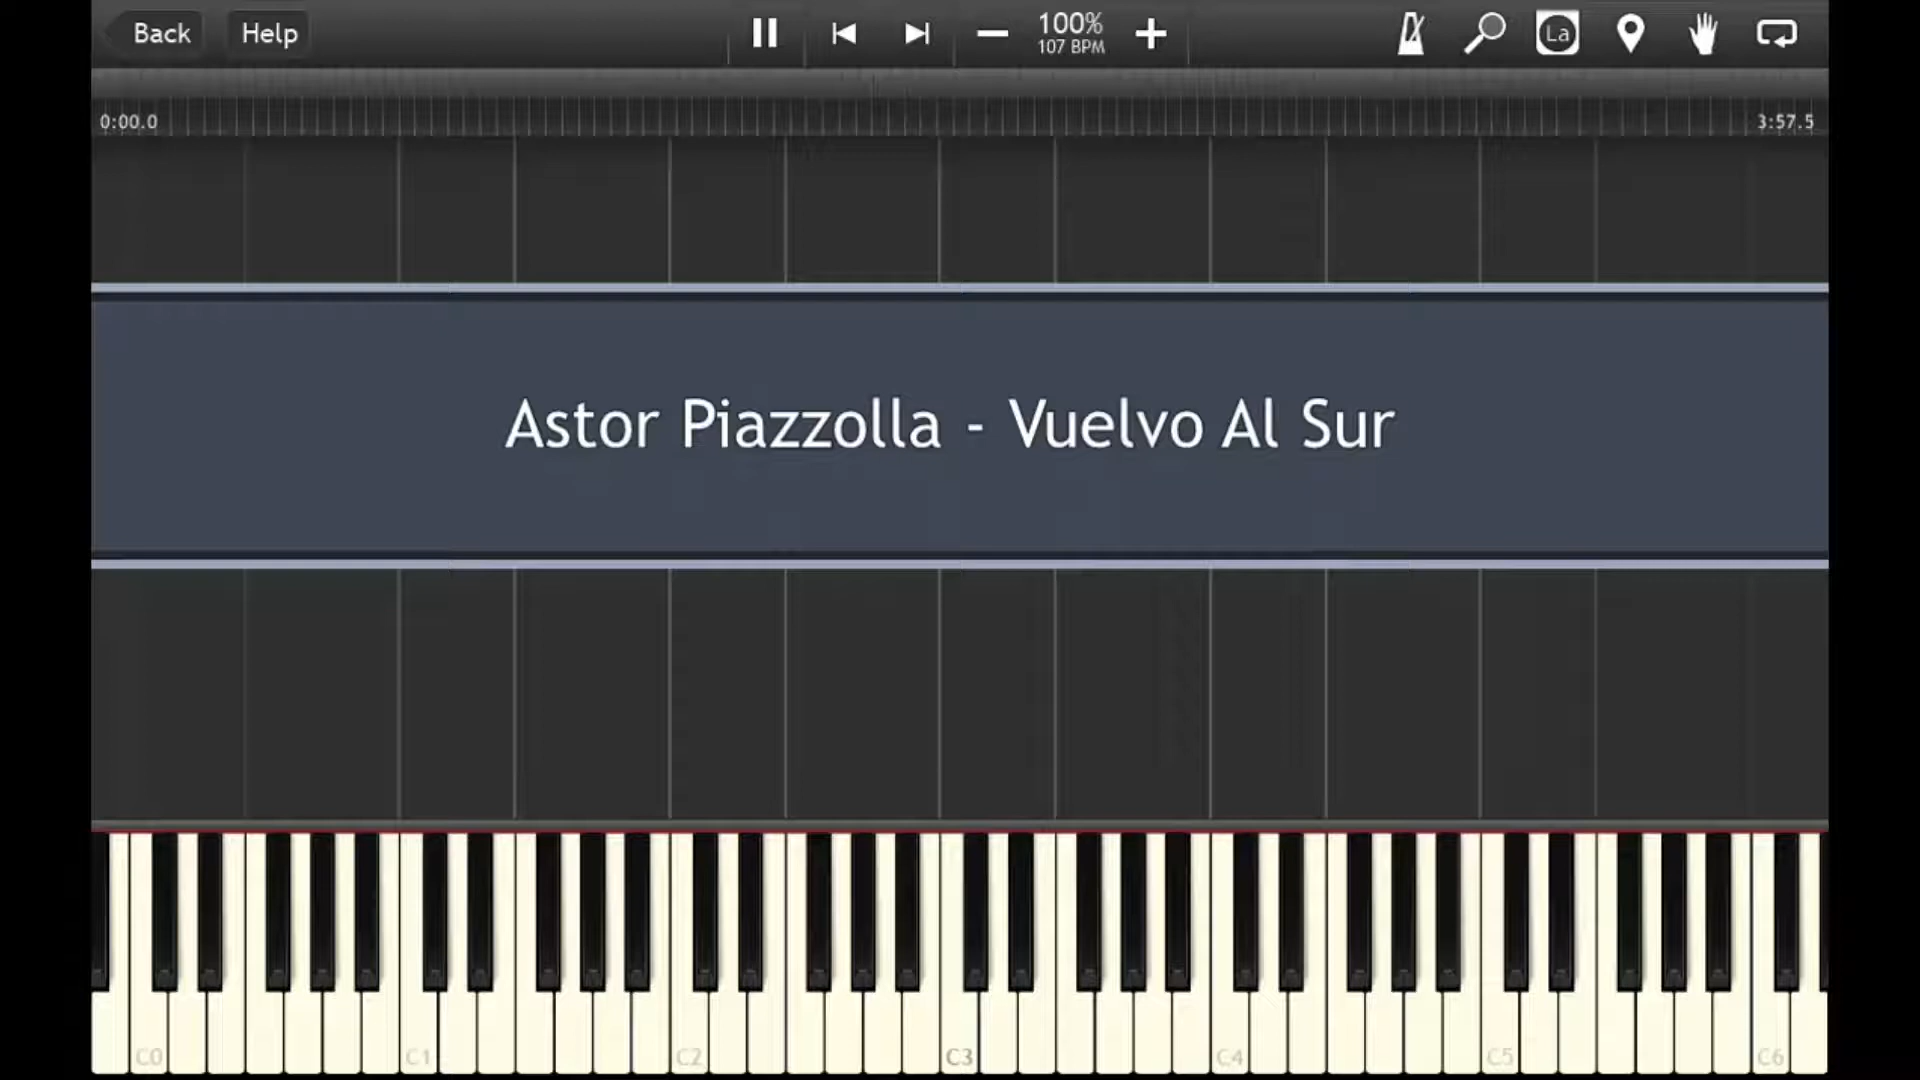 Back Help 100% La
107 BPM
0:00.0 3:57.5
Astor Piazzolla - Vuelvo Al Sur
C0 C1 C2 C3 C4 C5 C6